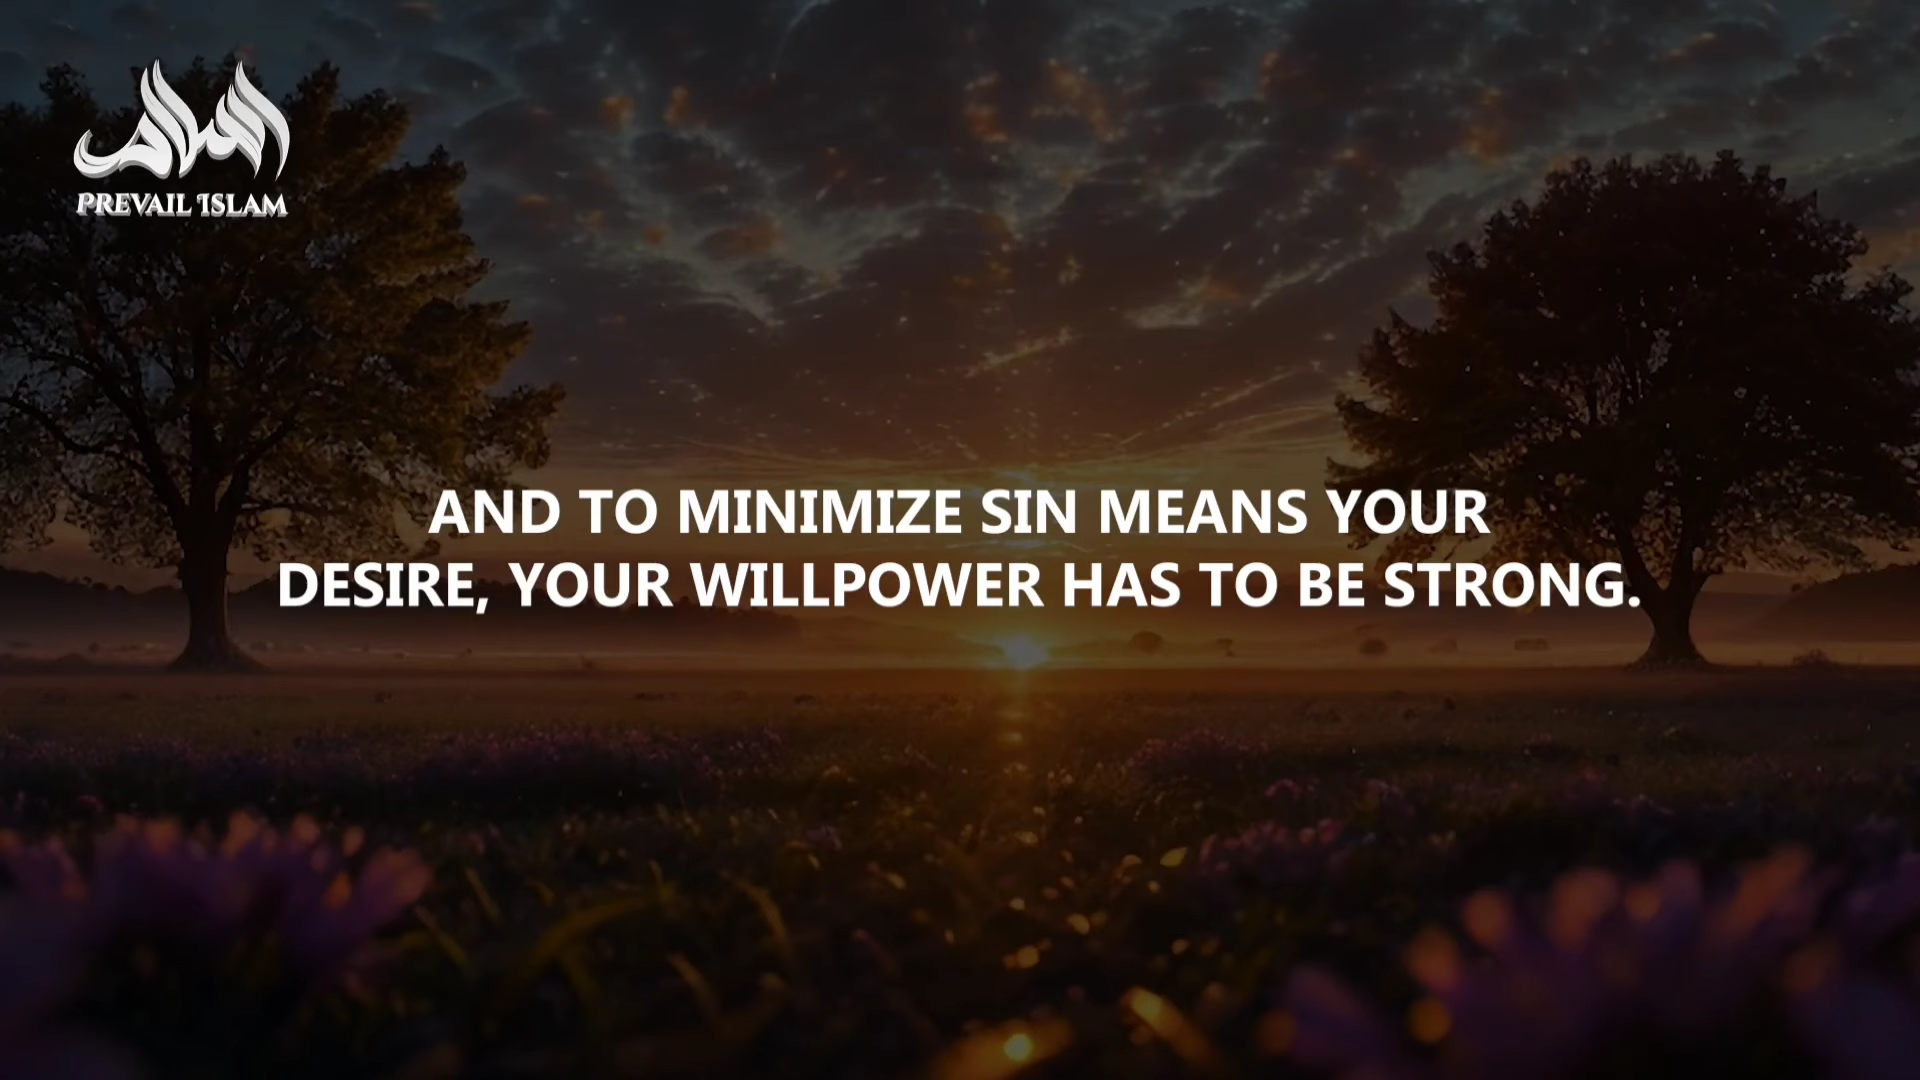 PREVAIL ISLAM
AND TO MINIMIZE SIN MEANS YOUR
DESIRE, YOUR WILLPOWER HAS TO BE STRONG.